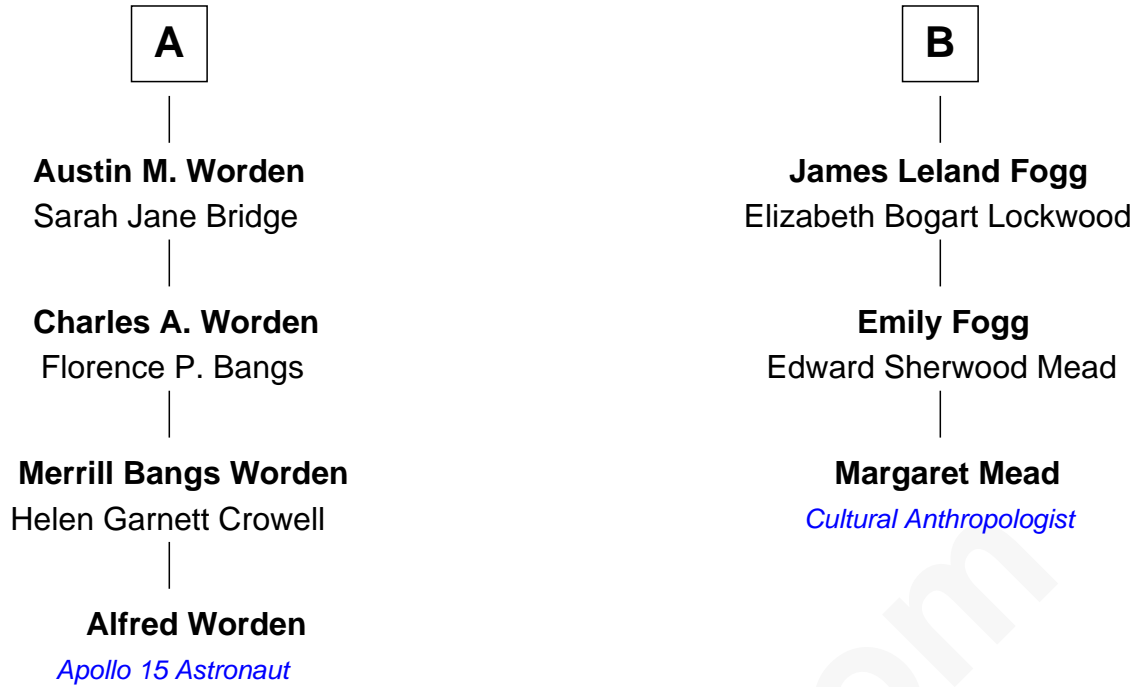 A
Austin M. Worden
Sarah Jane Bridge
Charles A. Worden
Florence P. Bangs
Merrill Bangs Worden
Helen Garnett Crowell
Alfred Worden
Apollo 15 Astronaut
B
James Leland Fogg
Elizabeth Bogart Lockwood
Emily Fogg
Edward Sherwood Mead
Margaret Mead
Cultural Anthropologist
om